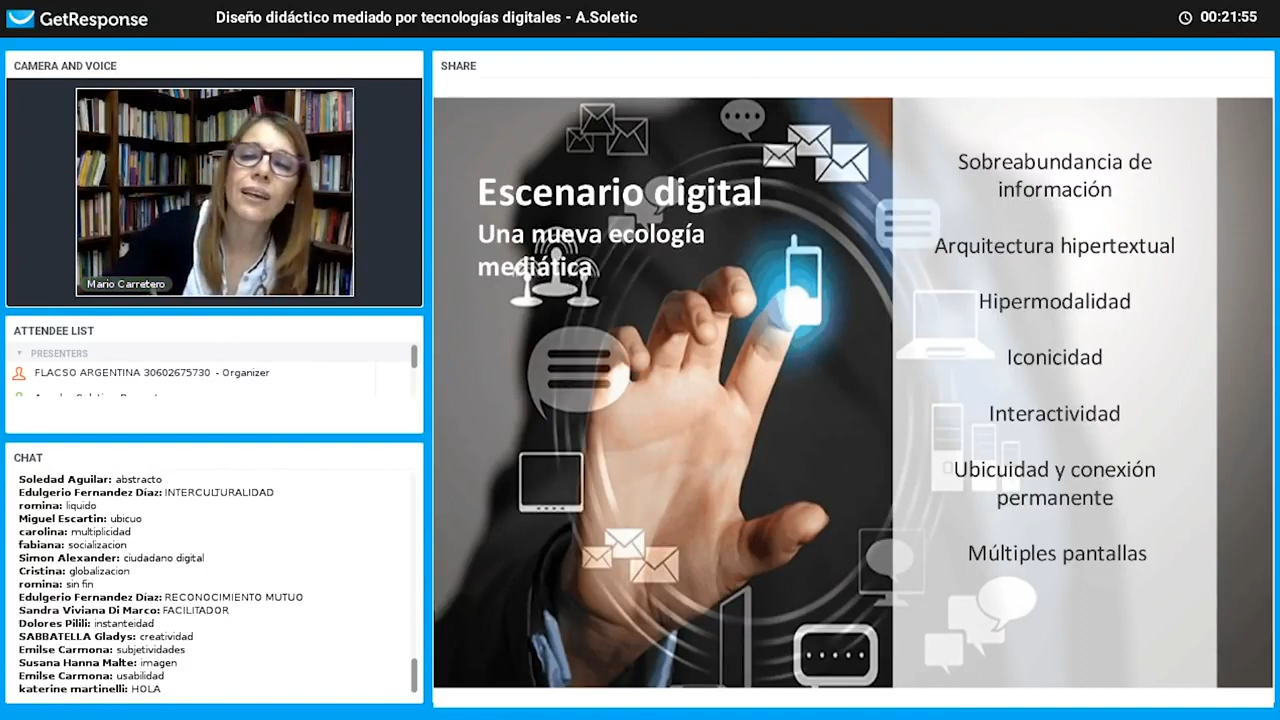 GetResponse
Diseño didáctico mediado por tecnologías digitales - A.Soletic
00:21:55
CAMERA AND VOICE
Mario Carretero
ATTENDEE LIST
PRESENTERS
FLACSO ARGENTINA 30602675730 - Organizer
CHAT
Soledad Aguilar: abstracto
Edulgerio Fernandez Díaz: INTERCULTURALIDAD
romina: liquido
Miguel Escartin: ubicuo
carolina: multiplicidad
fabiana: socializacion
Simon Alexander: ciudadano digital
Cristina: globalizacion
romina: sin fin
Edulgerio Fernandez Díaz: RECONOCIMIENTO MUTUO
Sandra Viviana Di Marco: FACILITADOR
Dolores Pilili: instanteidad
SABBATELLA Gladys: creatividad
Emilse Carmona: subjetividades
Susana Hanna Malte: imagen
Emilse Carmona: usabilidad
katerine martinelli: HOLA
SHARE
Escenario digital
Una nueva ecología
mediática
Sobreabundancia de
información
Arquitectura hipertextual
Hipermodalidad
Iconicidad
Interactividad
Ubicuidad y conexión
permanente
Múltiples pantallas